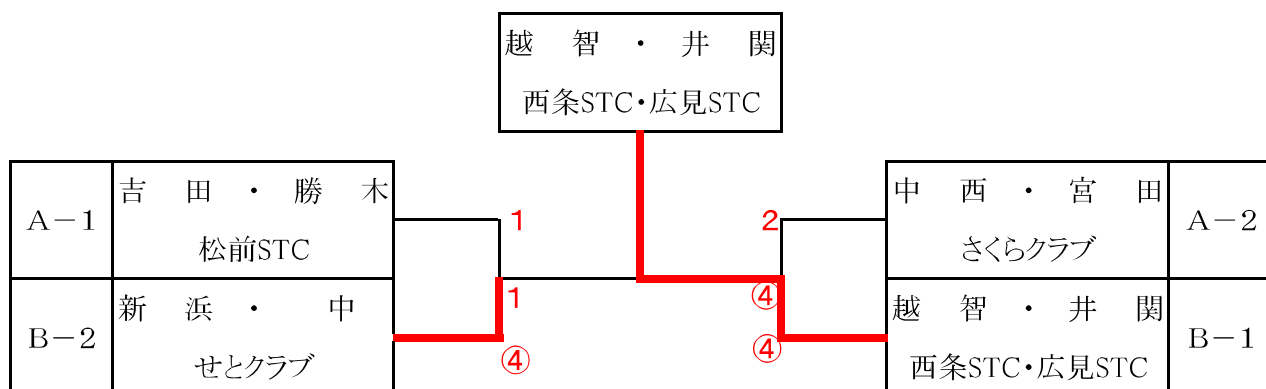 越智・井関
西条STC・広見STC
A-1
吉田・勝木
松前STC
1
2
中西・宮田
さくらクラブ
A-2
B-2
新浜・中
せとクラブ
1
④
④
④
越智・井関
西条STC・広見STC
B-1